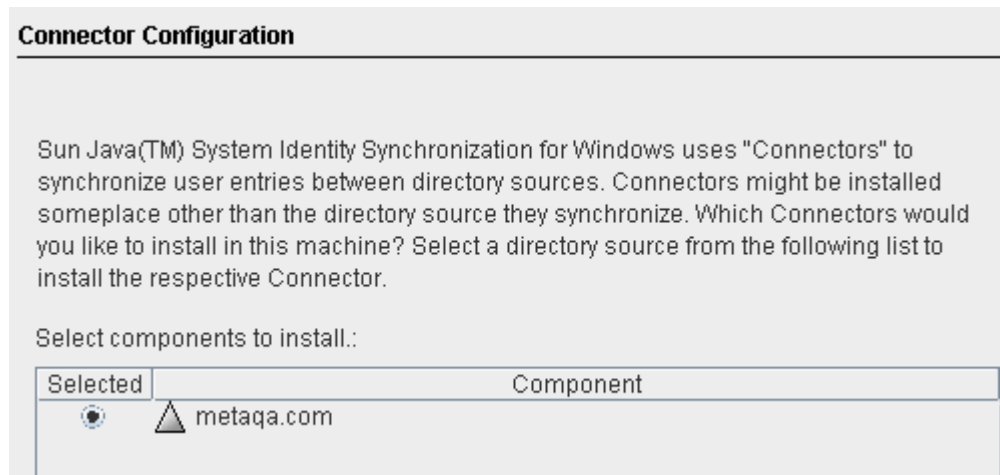 Connector Configuration
Sun Java(TM) System Identity Synchronization for Windows uses "Connectors" to
synchronize user entries between directory sources. Connectors might be installed
someplace other than the directory source they synchronize. Which Connectors would
you like to install in this machine? Select a directory source from the following list to
install the respective Connector.
Select components to install.:
Selected Component
metaqa.com